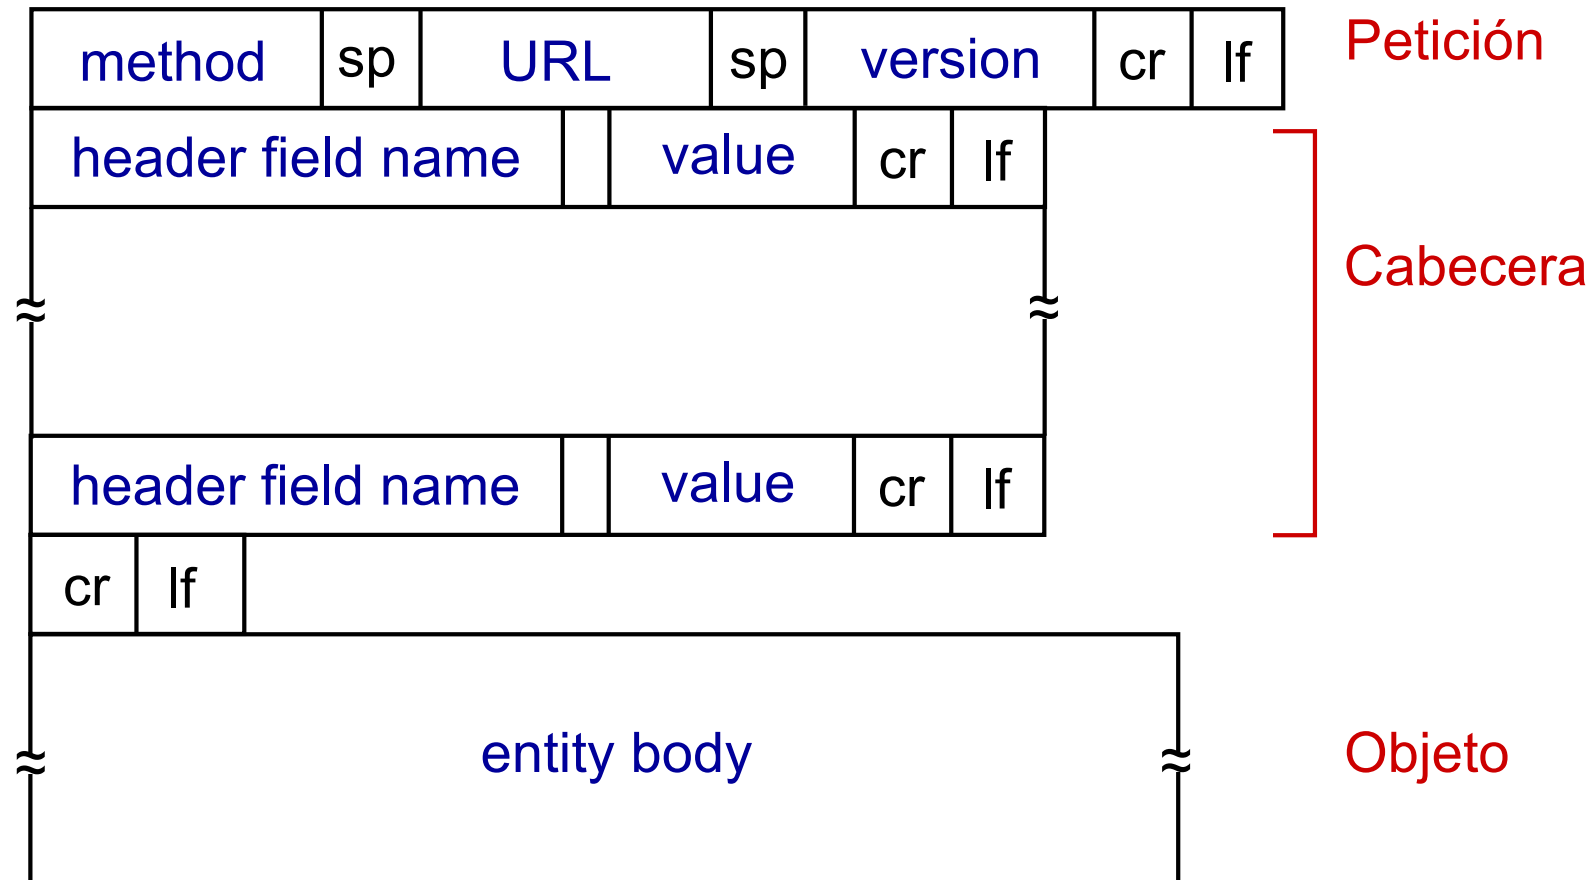 method sp URL sp version cr lf Petición
header field name value cr lf
Cabecera
≈ ≈
header field name value cr lf
cr lf
≈ entity body ≈ Objeto